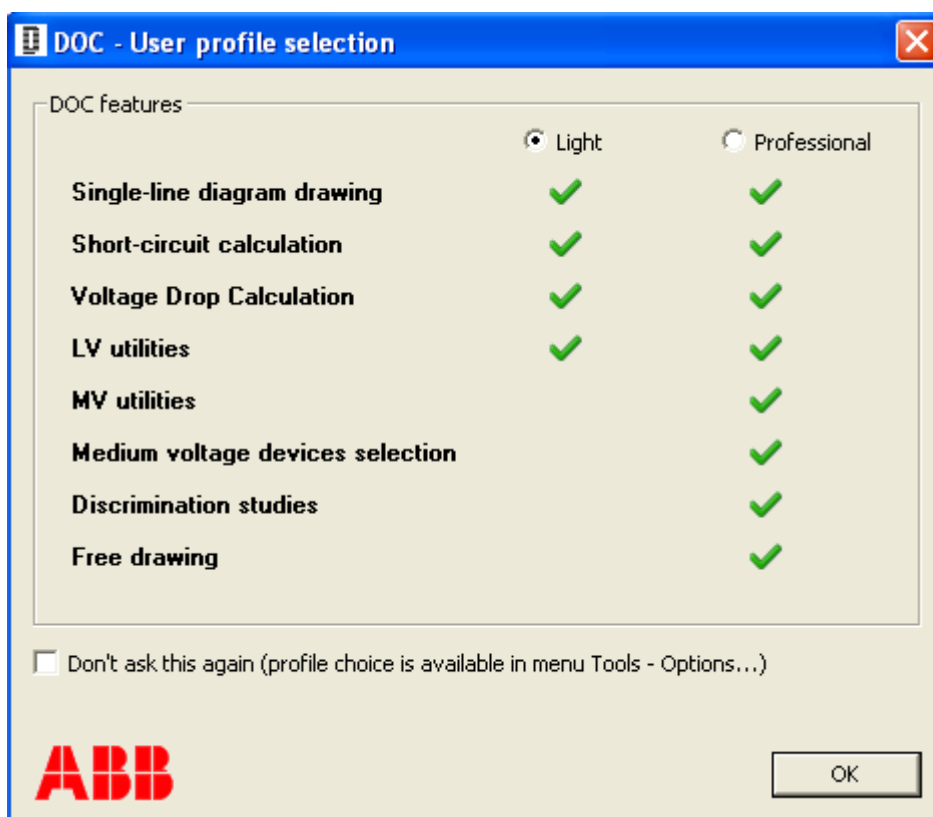 DOC - User profile selection
DOC features
Light Professional
Single-line diagram drawing
Short-circuit calculation
Voltage Drop Calculation
LV utilities
MV utilities
Medium voltage devices selection
Discrimination studies
Free drawing
Don't ask this again (profile choice is available in menu Tools - Options...)
ABB
OK